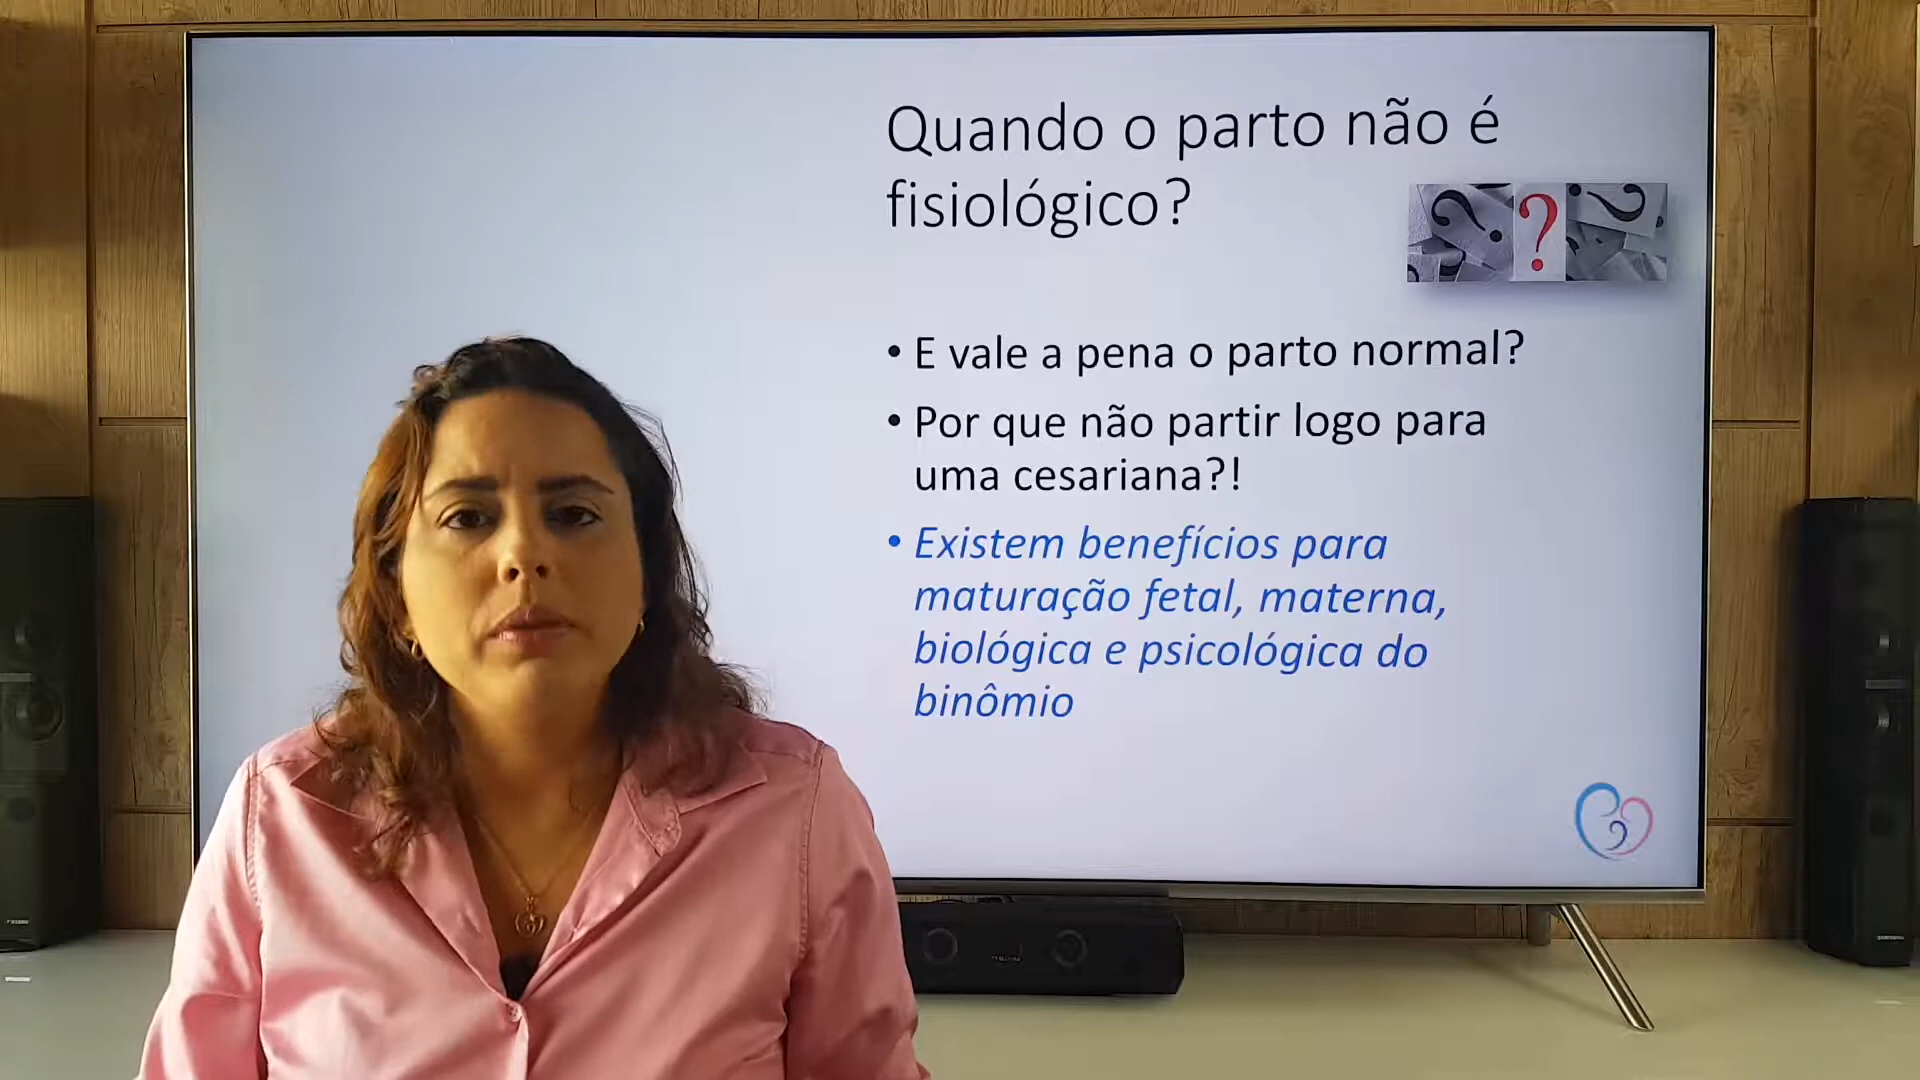 Quando o parto não é
fisiológico?
? ? ?
• E vale a pena o parto normal?
• Por que não partir logo para
uma cesariana?!
• Existem benefícios para
maturação fetal, materna,
biológica e psicológica do
binômio